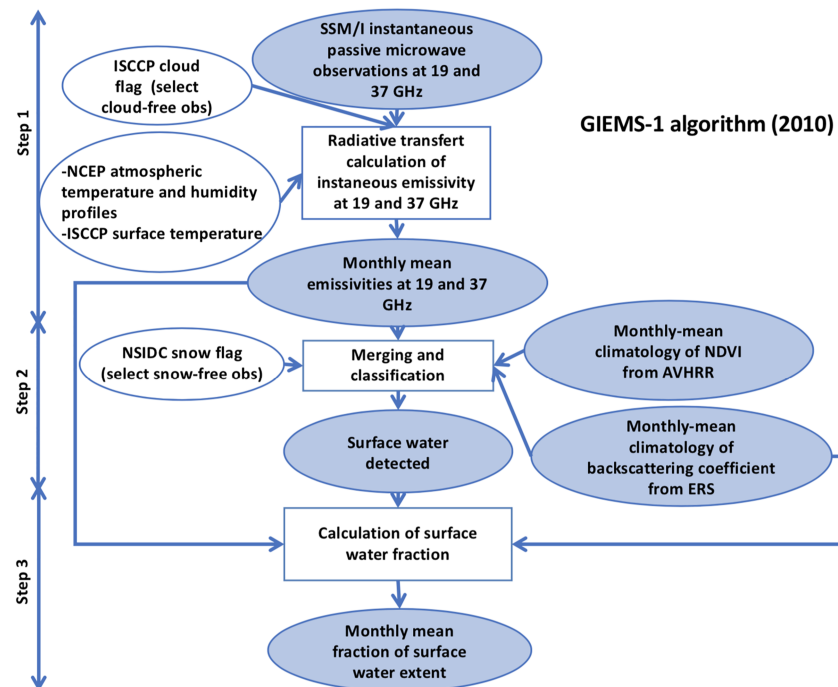 SSM/I instantaneous
passive microwave
observations at 19 and
37 GHz
ISCCP cloud
flag (select
cloud-free obs)
Step 1
GIEMS-1 algorithm (2010)
Radiative transfert
calculation of
instaneous emissivity
at 19 and 37 GHz
-NCEP atmospheric
temperature and humidity
profiles
-ISCCP surface temperature
Monthly mean
emissivities at 19 and 37
GHz
Step 2
NSIDC snow flag
(select snow-free obs)
Merging and
classification
Monthly-mean
climatology of NDVI
from AVHRR
Surface water
detected
Monthly-mean
climatology of
backscattering coefficient
from ERS
Step 3
Calculation of surface
water fraction
Monthly mean
fraction of surface
water extent